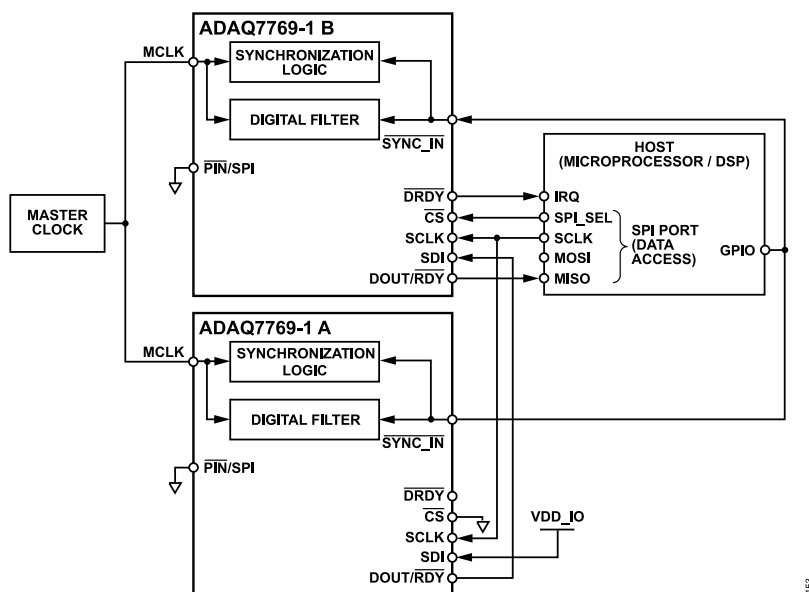 ADAQ7769-1 B
MCLK
SYNCHRONIZATION
LOGIC
DIGITAL FILTER
SYNC_IN
PIN/SPI
DRDY
CS
SCLK
SDI
DOUT/RDY
MASTER
CLOCK
HOST
(MICROPROCESSOR / DSP)
IRQ
SPI_SEL
SCLK
MOSI
MISO
SPI PORT
(DATA
ACCESS)
GPIO
ADAQ7769-1 A
MCLK
SYNCHRONIZATION
LOGIC
DIGITAL FILTER
SYNC_IN
PIN/SPI
DRDY
CS
SCLK
SDI
DOUT/RDY
VDD_IO